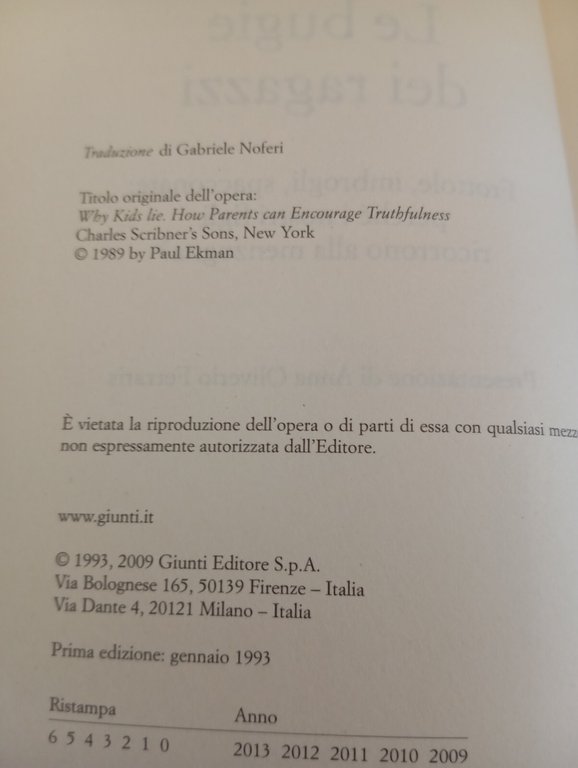 Traduzione di Gabriele Noferi
Titolo originale dell'opera:
Why Kids lie. How Parents can Encourage Truthfulness
Charles Scribner's Sons, New York
© 1989 by Paul Ekman
È vietata la riproduzione dell'opera o di parti di essa con qualsiasi mezzo
non espressamente autorizzata dall'Editore.
www.giunti.it
© 1993, 2009 Giunti Editore S.p.A.
Via Bolognese 165, 50139 Firenze – Italia
Via Dante 4, 20121 Milano – Italia
Prima edizione: gennaio 1993
Ristampa Anno
6 5 4 3 2 1 0 2013 2012 2011 2010 2009